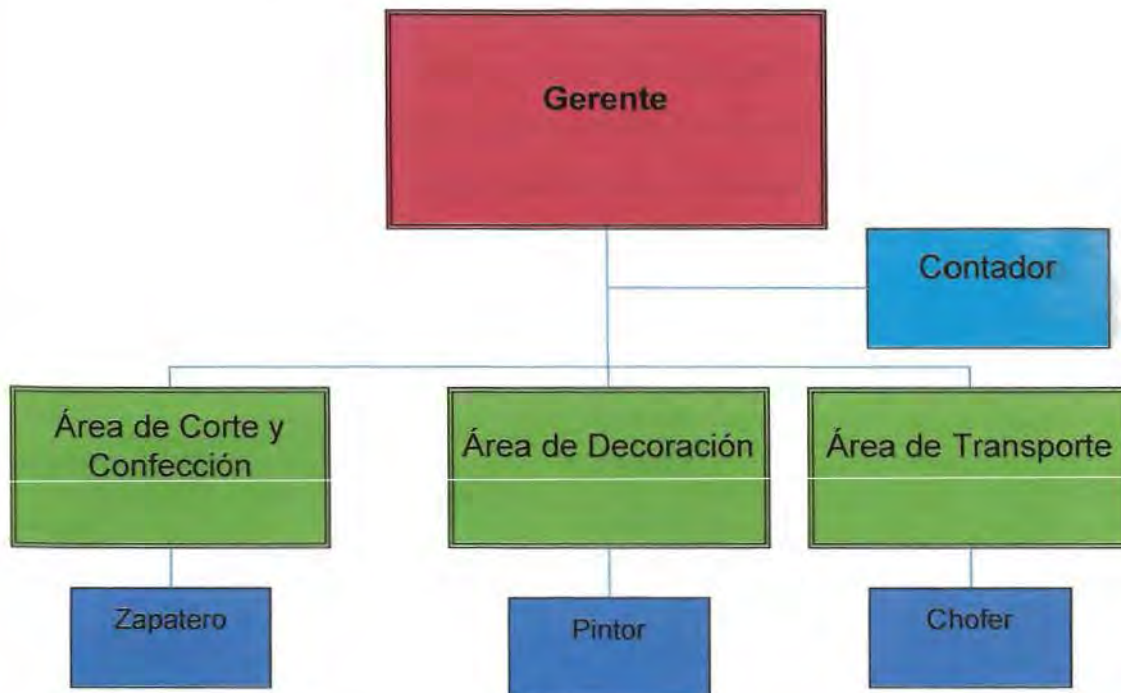 Gerente
Contador
Área de Corte y
Confección
Área de Decoración
Área de Transporte
Zapatero
Pintor
Chofer